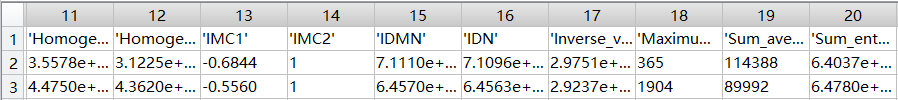 11 12 13 14 15 16 17 18 19 20
1 'Homoge... 'Homoge... 'IMC1' 'IMC2' 'IDMN' 'IDN' 'Inverse_v... 'Maximu... 'Sum_ave... 'Sum_ent...
2 3.5578e+... 3.1225e+... -0.6844 1 7.1110e+... 7.1096e+... 2.9751e+... 365 114388 6.4037e+...
3 4.4750e+... 4.3620e+... -0.5560 1 6.4570e+... 6.4563e+... 2.9237e+... 1904 89992 6.4780e+...